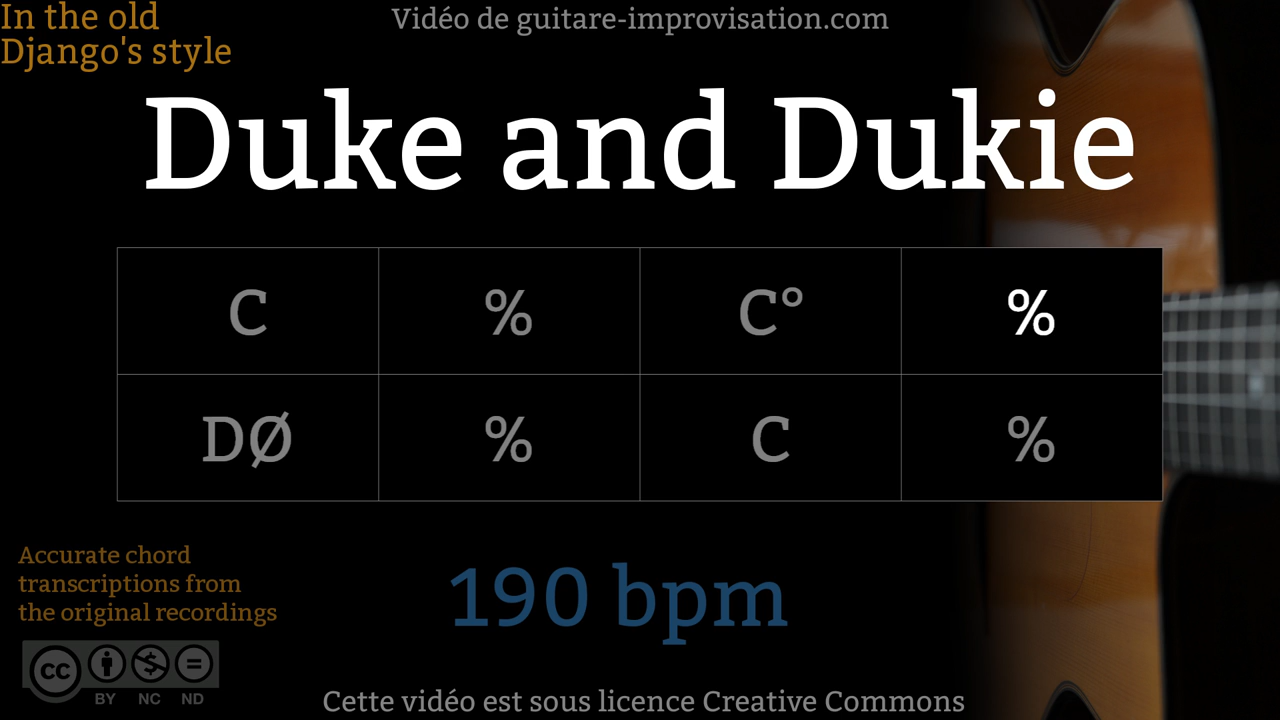 In the old
Django's style
Vidéo de guitare-improvisation.com
Duke and Dukie
C % C° %
DØ % C %
Accurate chord
transcriptions from
the original recordings
190 bpm
cc
BY NC ND
Cette vidéo est sous licence Creative Commons